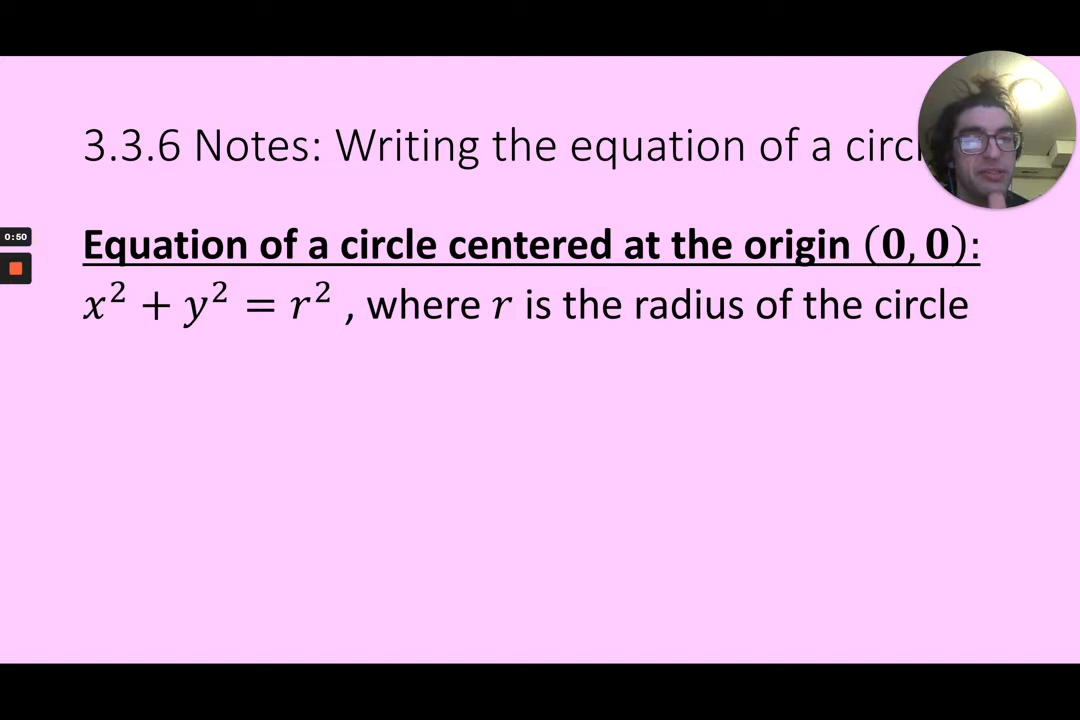 3.3.6 Notes: Writing the equation of a circ
0:50
Equation of a circle centered at the origin (0, 0):
x² + y² = r² , where r is the radius of the circle